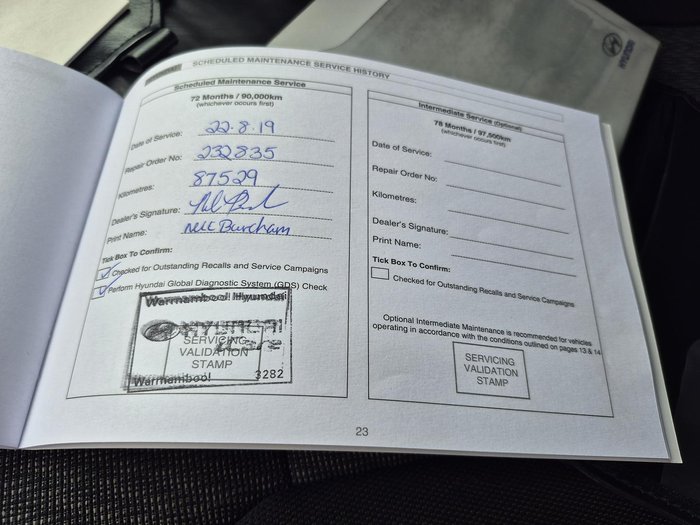 SCHEDULED MAINTENANCE SERVICE HISTORY
Scheduled Maintenance Service
72 Months / 90,000km
(whichever occurs first)
Date of Service: 22.8.19
Repair Order No: 232835
Kilometres: 87529
Dealer's Signature:
Print Name: Burcham
Tick Box To Confirm:
Checked for Outstanding Recalls and Service Campaigns
Perform Hyundai Global Diagnostic System (GDS) Check
Warrnambool Hyundai
HYUNDAI
SERVICING
VALIDATION
STAMP
Warrnambool 3282
Intermediate Service (Optional)
78 Months / 97,500km
(whichever occurs first)
Date of Service:
Repair Order No:
Kilometres:
Dealer's Signature:
Print Name:
Tick Box To Confirm:
Checked for Outstanding Recalls and Service Campaigns
Optional Intermediate Maintenance is recommended for vehicles
operating in accordance with the conditions outlined on pages 13 & 14
SERVICING
VALIDATION
STAMP
23
HYUNDAI